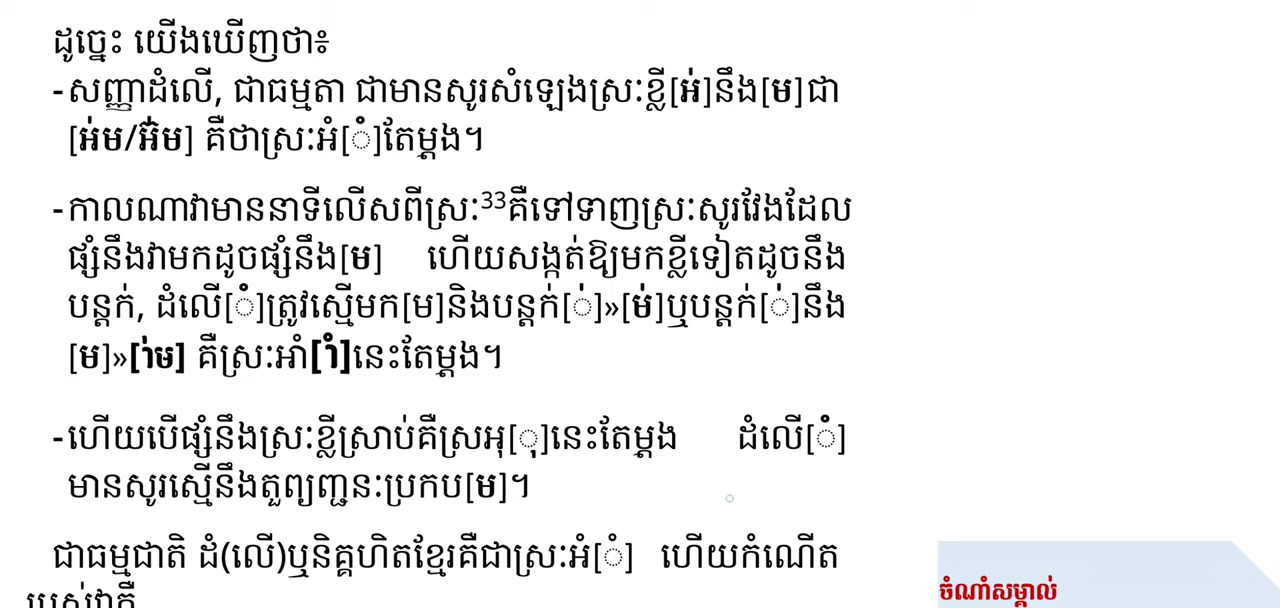 ដូច្នេះ យើងឃើញថា៖
-សញ្ញាដំលើ, ជាធម្មតា ជាមានសូរសំឡេងស្រៈខ្លី[អ់]នឹង[ម]ជា
[អ់ម/អ៊ំម] គឺថាស្រៈអំ[ំ]តែម្តង។
-កាលណាវាមាននាទីលើសពីស្រៈ³³គឺទៅទាញស្រៈសូរវែងដែល
ផ្សំនឹងវាមកដូចផ្សំនឹង[ម] ហើយសង្កត់ឱ្យមកខ្លីទៀតដូចនឹង
បន្តក់, ដំលើ[ំ]ត្រូវស្មើមក[ម]និងបន្តក់[់]»[ម់]ឬបន្តក់[់]នឹង
[ម]»[ា់ម] គឺស្រៈអាំ[ាំ]នេះតែម្តង។
-ហើយបើផ្សំនឹងស្រៈខ្លីស្រាប់គឺស្រអុ[ុ]នេះតែម្តង ដំលើ[ំ]
មានសូរស្មើនឹងតួព្យញ្ជនៈប្រកប[ម]។
ជាធម្មជាតិ ដំ(លើ)ឬនិគ្គហិតខ្មែរគឺជាស្រៈអំ[ំ] ហើយកំណើត
របស់វាគឺ
ចំណាំសម្គាល់